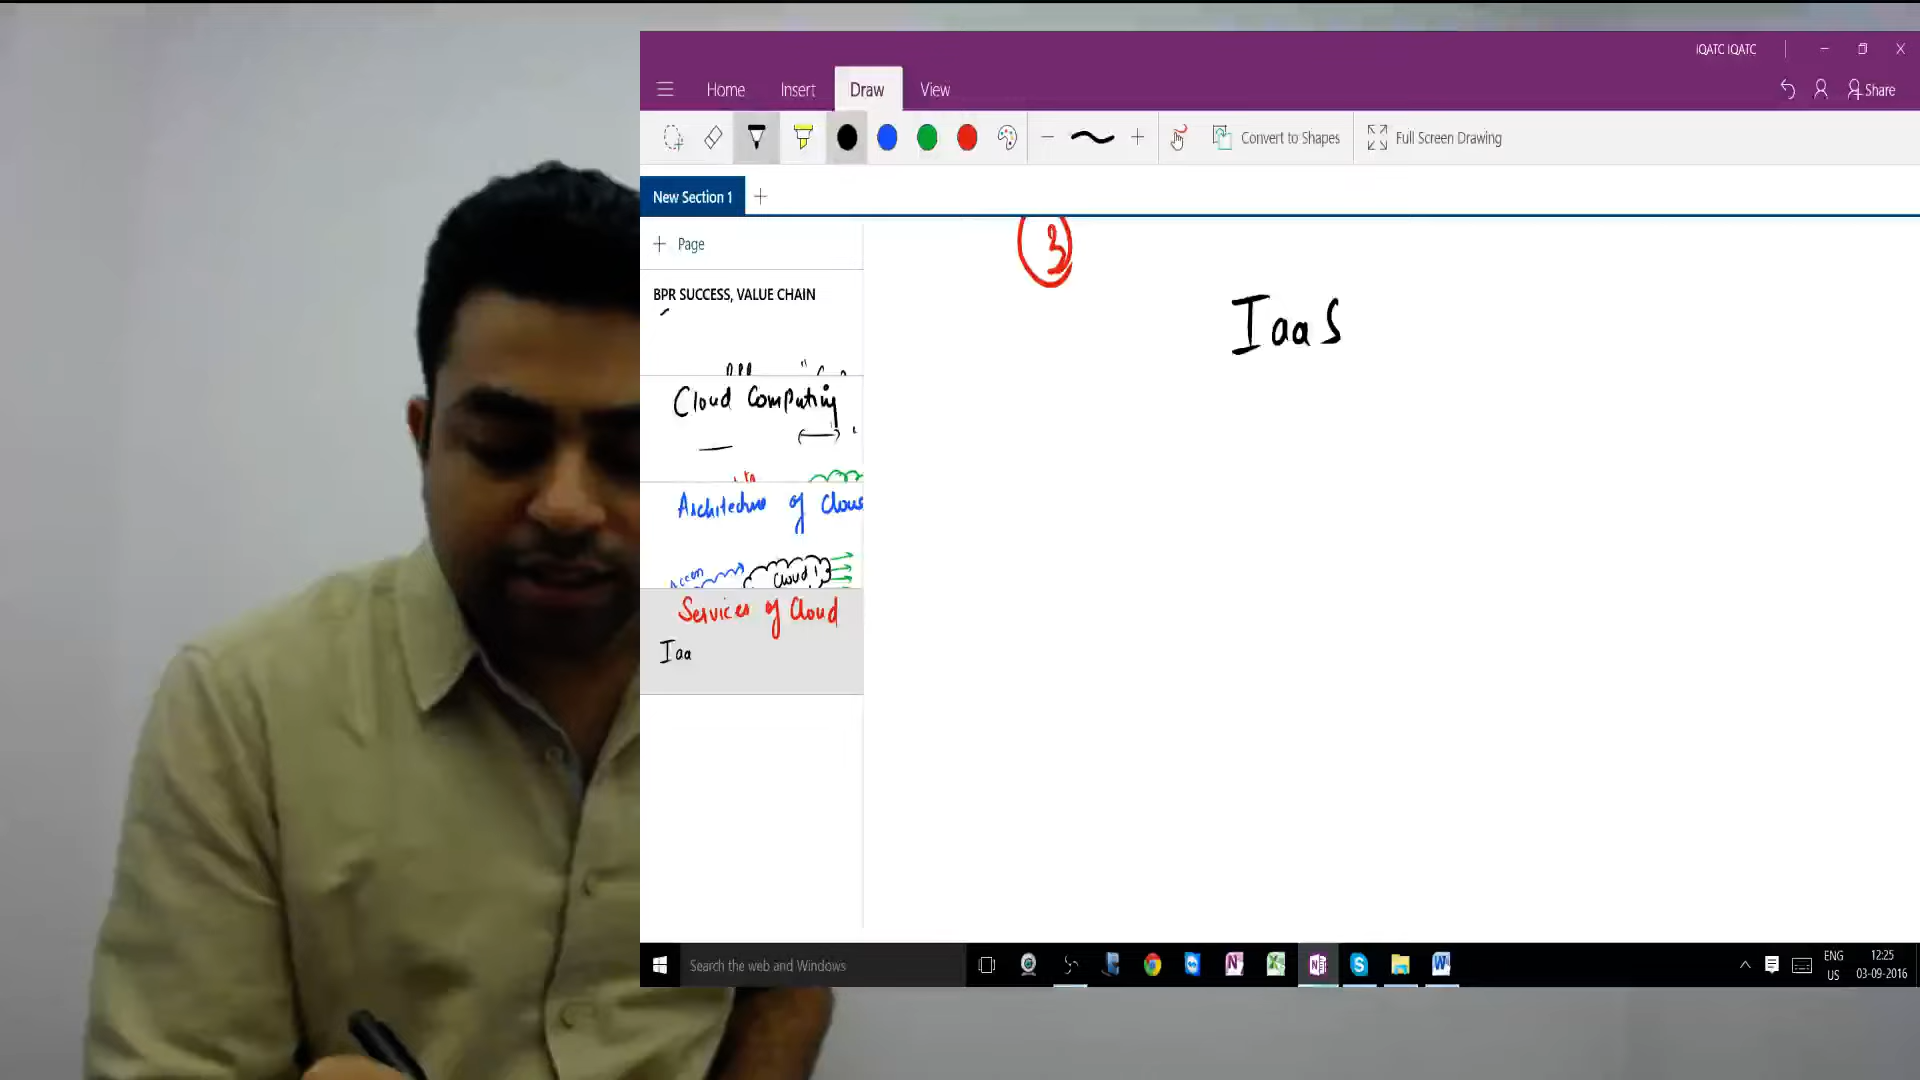 IQATC IQATC
Home Insert Draw View
Share
Convert to Shapes Full Screen Drawing
New Section 1
Page
BPR SUCCESS, VALUE CHAIN
Cloud Computing
Architecture of Cloud
Access
Cloud
Services of Cloud
Iaa
3
IaaS
Search the web and Windows
ENG
US
12:25
03-09-2016